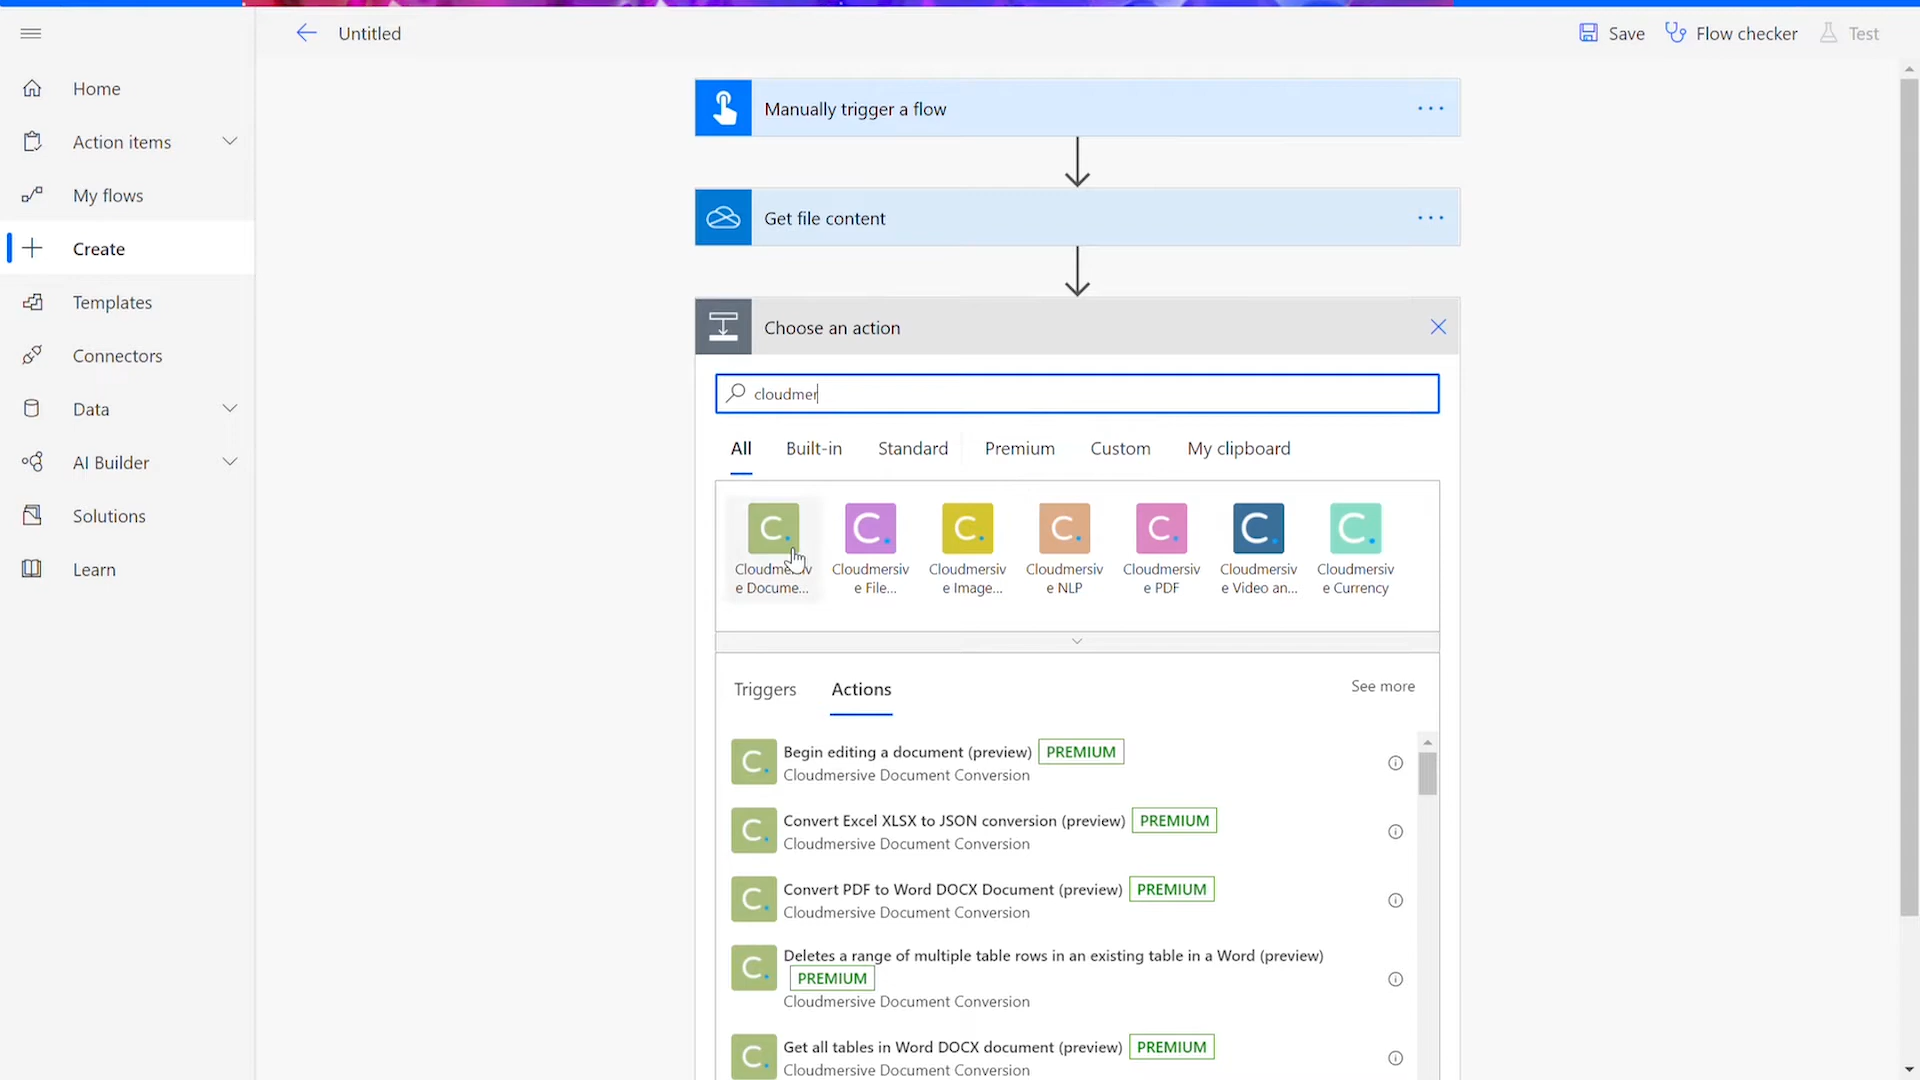 Untitled
Save
Flow checker
Test
Home
Action items
My flows
Create
Templates
Connectors
Data
AI Builder
Solutions
Learn
Manually trigger a flow
Get file content
Choose an action
cloudmer
All
Built-in
Standard
Premium
Custom
My clipboard
C.
C.
C.
C.
C.
C.
C.
Cloudmersiv
e Docume...
Cloudmersiv
e File...
Cloudmersiv
e Image...
Cloudmersiv
e NLP
Cloudmersiv
e PDF
Cloudmersiv
e Video an...
Cloudmersiv
e Currency
Triggers
Actions
See more
C.
Begin editing a document (preview) PREMIUM
Cloudmersive Document Conversion
C.
Convert Excel XLSX to JSON conversion (preview) PREMIUM
Cloudmersive Document Conversion
C.
Convert PDF to Word DOCX Document (preview) PREMIUM
Cloudmersive Document Conversion
C.
Deletes a range of multiple table rows in an existing table in a Word (preview)
PREMIUM
Cloudmersive Document Conversion
C.
Get all tables in Word DOCX document (preview) PREMIUM
Cloudmersive Document Conversion